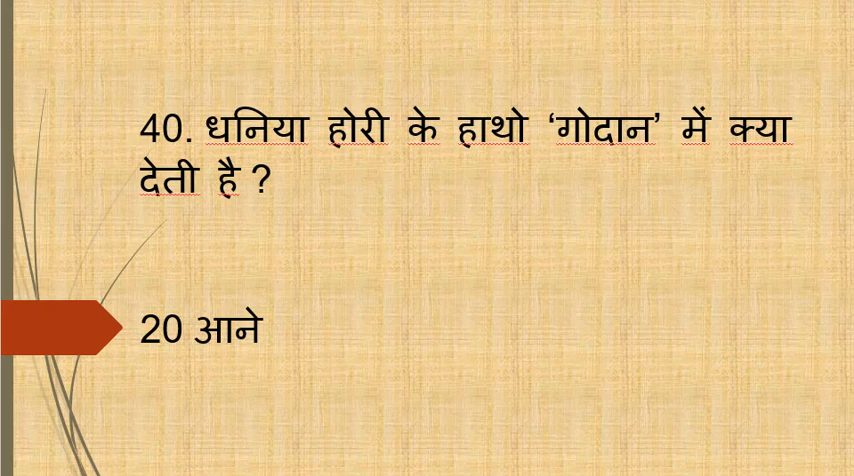 40. धनिया होरी के हाथो ‘गोदान’ में क्या
देती है ?
20 आने